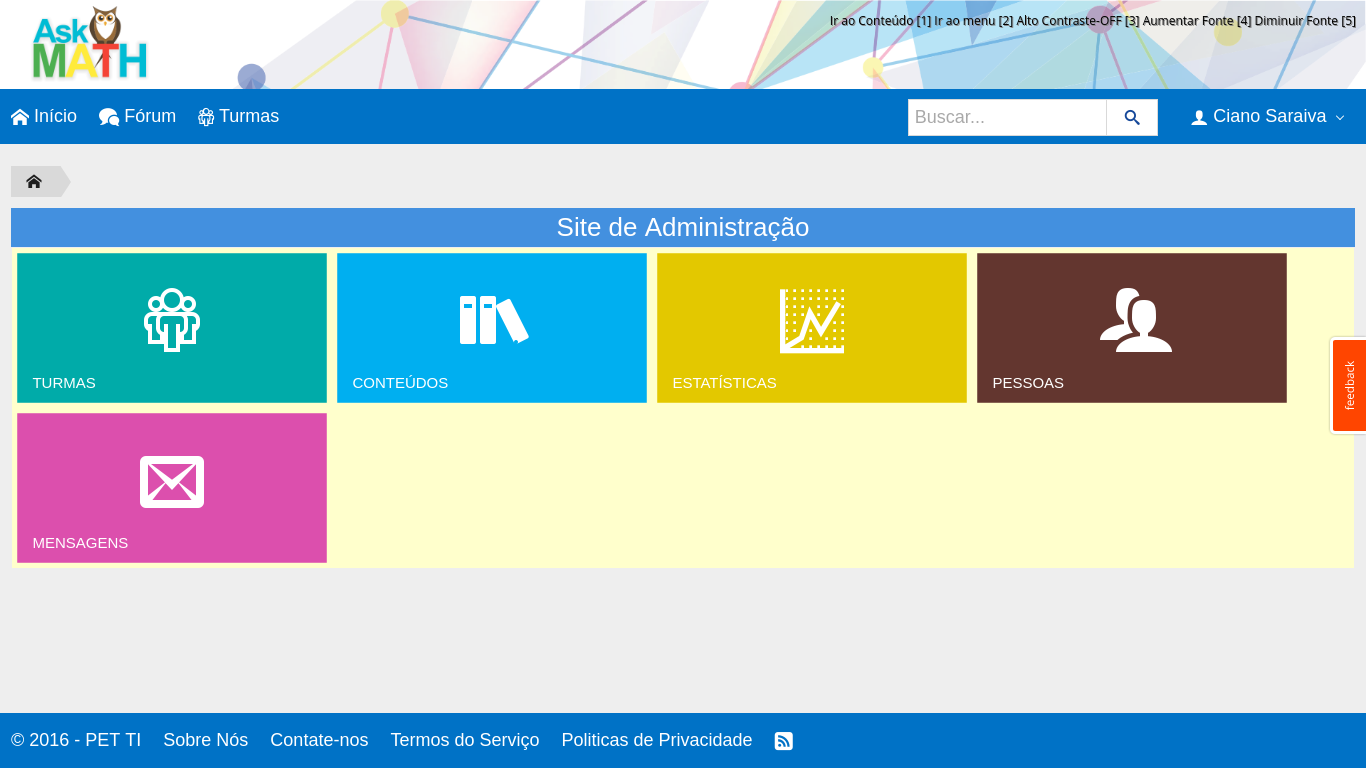 Ask
MATH
Ir ao Conteúdo [1] Ir ao menu [2] Alto Contraste-OFF [3] Aumentar Fonte [4] Diminuir Fonte [5]
Início Fórum Turmas Buscar... Ciano Saraiva
Site de Administração
TURMAS CONTEÚDOS ESTATÍSTICAS PESSOAS
feedback
MENSAGENS
© 2016 - PET TI Sobre Nós Contate-nos Termos do Serviço Politicas de Privacidade